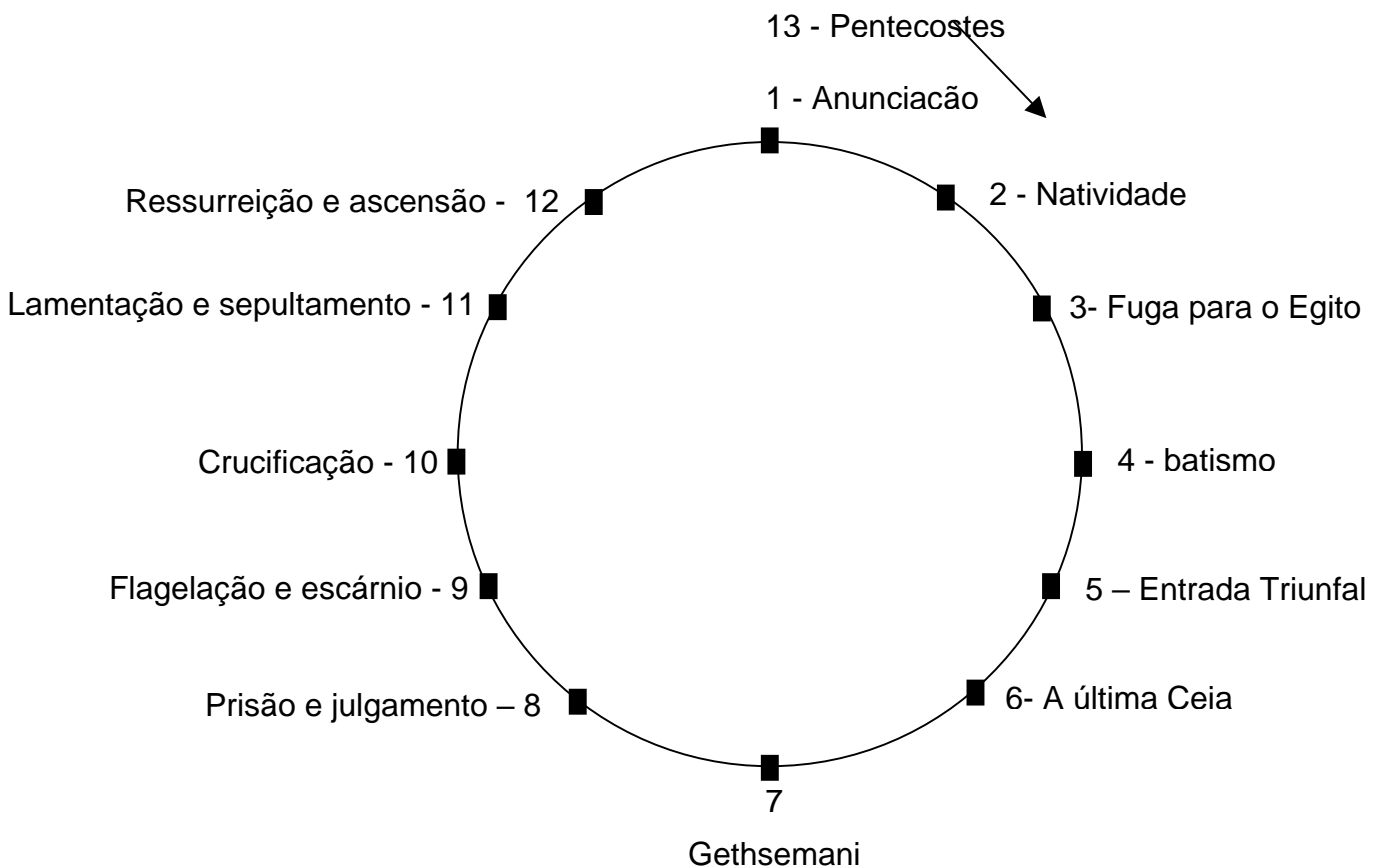 13 - Pentecostes
1 - Anunciacão
2 - Natividade
3- Fuga para o Egito
4 - batismo
5 – Entrada Triunfal
6- A última Ceia
7
Gethsemani
Prisão e julgamento – 8
Flagelação e escárnio - 9
Crucificação - 10
Lamentação e sepultamento - 11
Ressurreição e ascensão - 12